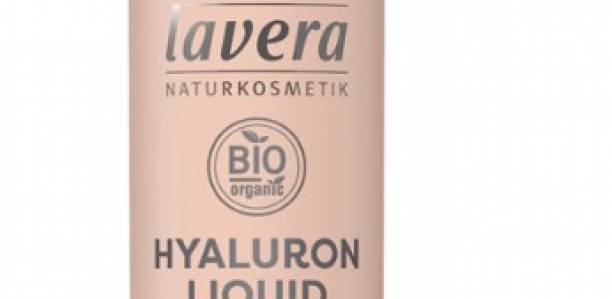 lavera
NATURKOSMETIK
BIO
organic
HYALURON
LIQUID